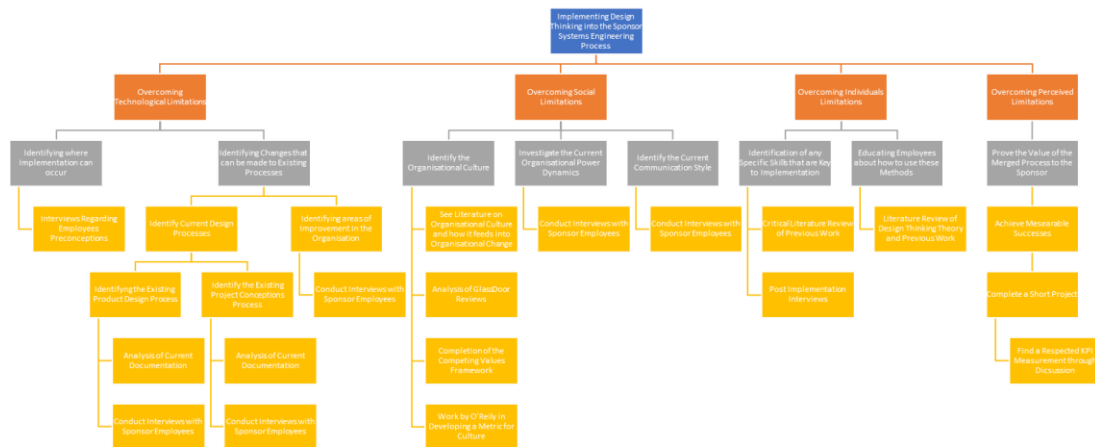 Implementing Design
Thinking into the Sponsor
Systems Engineering
Process
Overcoming
Technological Limitations
Overcoming Social
Limitations
Overcoming Individuals
Limitations
Overcoming Perceived
Limitations
Identifying where
Implementation can
occur
Identifying Changes that
can be made to Existing
Processes
Identify the
Organisational Culture
Investigate the Current
Organisational Power
Dynamics
Identify the Current
Communication Style
Identification of any
Specific Skills that are Key
to Implementation
Educating Employees
about how to use these
Methods
Prove the Value of the
Merged Process to the
Sponsor
Interviews Regarding
Employees
Preconceptions
Identify Current Design
Processes
Identifying areas of
Improvement in the
Organisation
See Literature on
Organisational Culture
and how it feeds into
Organisational Change
Conduct Interviews with
Sponsor Employees
Conduct Interviews with
Sponsor Employees
Critical Literature Review
of Previous Work
Literature Review of
Design Thinking Theory
and Previous Work
Achieve Mesearable
Successes
Identifyng the Existing
Product Design Process
Identify the Existing
Project Conceptions
Process
Conduct Interviews with
Sponsor Employees
Analysis of GlassDoor
Reviews
Post Implementation
Interviews
Complete a Short Project
Analysis of Current
Documentation
Analysis of Current
Documentation
Completion of the
Competing Values
Framework
Find a Respected KPI
Measurement through
Dicsussion
Conduct Interviews with
Sponsor Employees
Conduct Interviews with
Sponsor Employees
Work by O'Reily in
Developing a Metric for
Culture